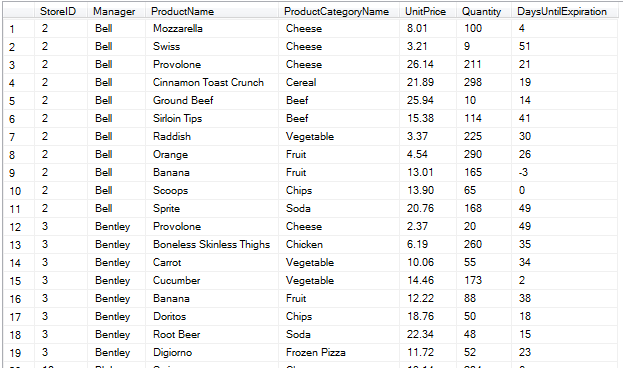 StoreID Manager ProductName ProductCategoryName UnitPrice Quantity DaysUntilExpiration
1 2 Bell Mozzarella Cheese 8.01 100 4
2 2 Bell Swiss Cheese 3.21 9 51
3 2 Bell Provolone Cheese 26.14 211 21
4 2 Bell Cinnamon Toast Crunch Cereal 21.89 298 19
5 2 Bell Ground Beef Beef 25.94 10 14
6 2 Bell Sirloin Tips Beef 15.38 114 41
7 2 Bell Raddish Vegetable 3.37 225 30
8 2 Bell Orange Fruit 4.54 290 26
9 2 Bell Banana Fruit 13.01 165 -3
10 2 Bell Scoops Chips 13.90 65 0
11 2 Bell Sprite Soda 20.76 168 49
12 3 Bentley Provolone Cheese 2.37 20 49
13 3 Bentley Boneless Skinless Thighs Chicken 6.19 260 35
14 3 Bentley Carrot Vegetable 10.06 55 34
15 3 Bentley Cucumber Vegetable 14.46 173 2
16 3 Bentley Banana Fruit 12.22 88 38
17 3 Bentley Doritos Chips 18.76 50 18
18 3 Bentley Root Beer Soda 22.34 48 15
19 3 Bentley Digiorno Frozen Pizza 11.72 52 23